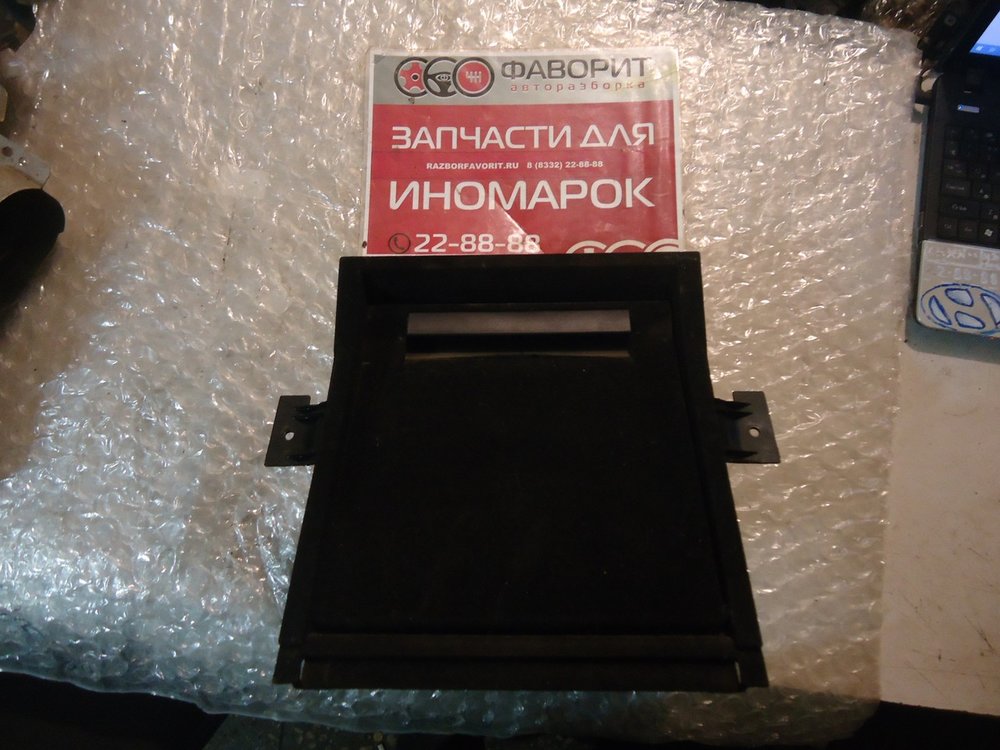 ФАВОРИТ
авторазборка
ЗАПЧАСТИ ДЛЯ
RAZBORFAVORIT.RU 8 (8332) 22-88-88
ИНОМАРОК
22-88-88